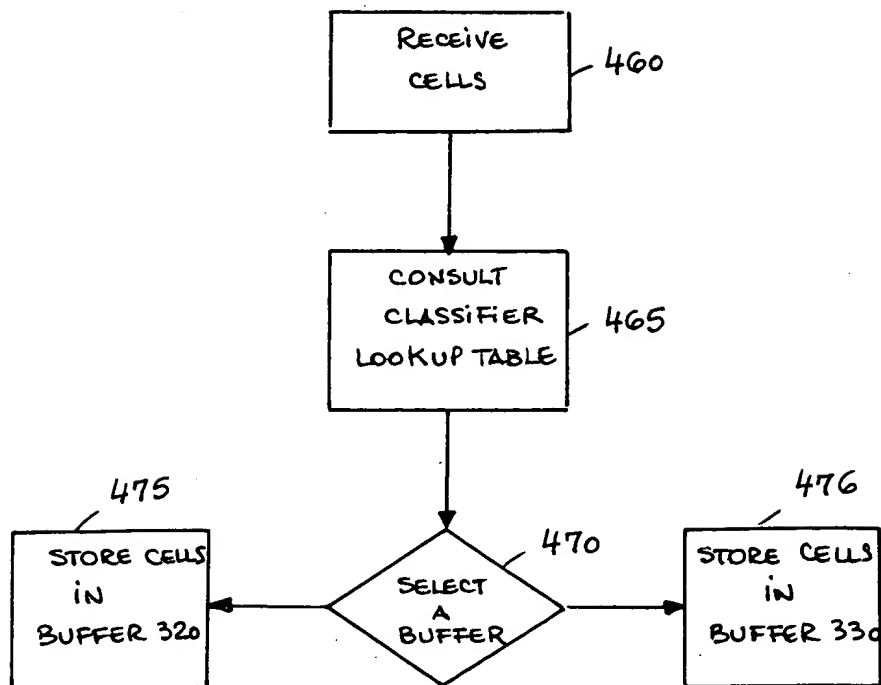 RECEIVE
CELLS
460
CONSULT
CLASSIFIER
LOOKUP TABLE
465
475
STORE CELLS
IN
BUFFER 320
470
SELECT
A
BUFFER
476
STORE CELLS
IN
BUFFER 330